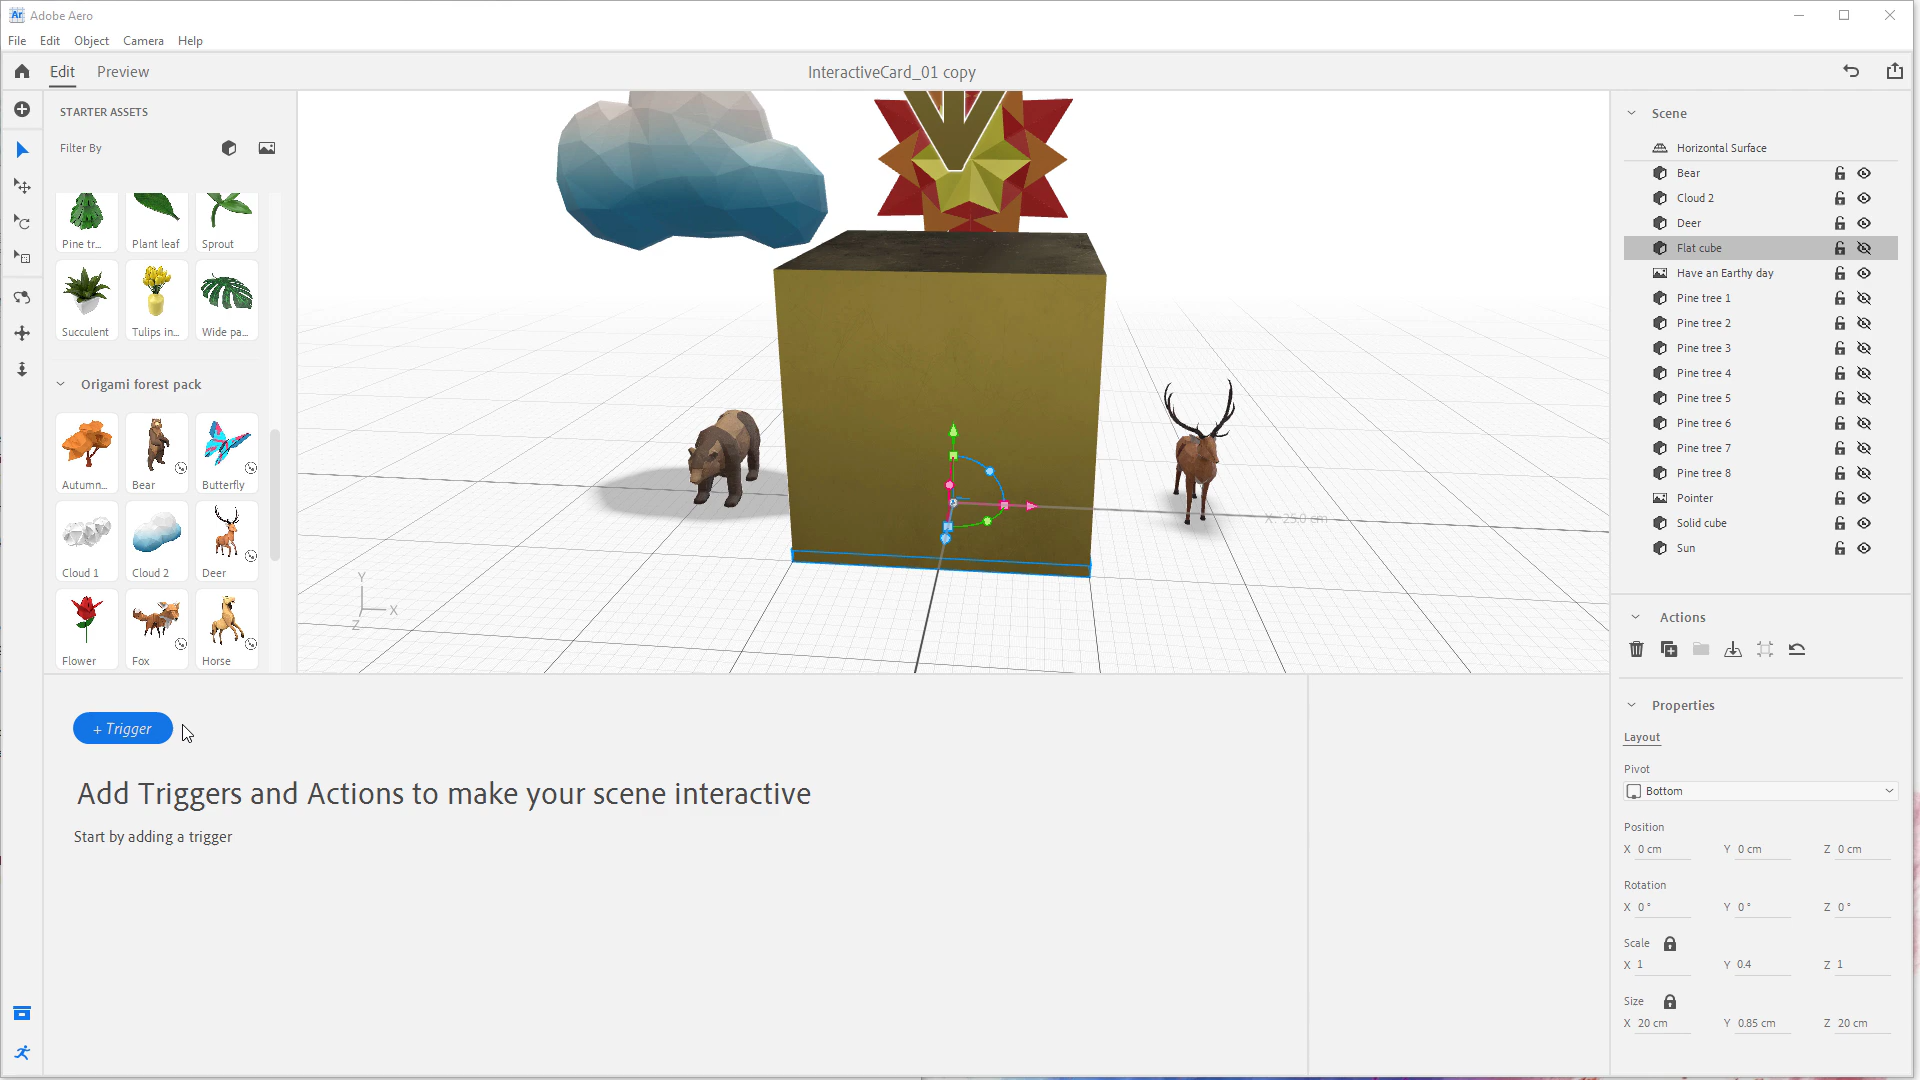 Adobe Aero
File Edit Object Camera Help
Edit Preview InteractiveCard_01 copy
STARTER ASSETS
Filter By
Pine tr... Plant leaf Sprout
Succulent Tulips in... Wide pa...
Origami forest pack
Autumn... Bear Butterfly
Cloud 1 Cloud 2 Deer
Flower Fox Horse
X: 25.0 cm
Y
X
Z
+ Trigger
Add Triggers and Actions to make your scene interactive
Start by adding a trigger
Scene
Horizontal Surface
Bear
Cloud 2
Deer
Flat cube
Have an Earthy day
Pine tree 1
Pine tree 2
Pine tree 3
Pine tree 4
Pine tree 5
Pine tree 6
Pine tree 7
Pine tree 8
Pointer
Solid cube
Sun
Actions
Properties
Layout
Pivot
Bottom
Position
X 0 cm Y 0 cm Z 0 cm
Rotation
X 0° Y 0° Z 0°
Scale
X 1 Y 0.4 Z 1
Size
X 20 cm Y 0.85 cm Z 20 cm